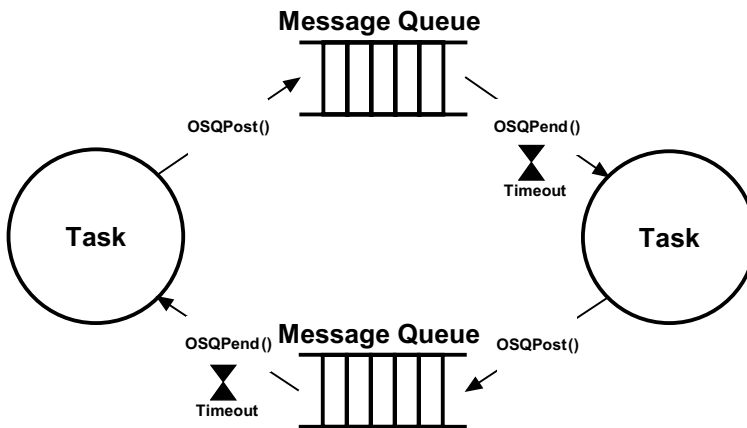 Message Queue
OSQPost()
OSQPend()
Timeout
Task
Task
Message Queue
OSQPend()
OSQPost()
Timeout